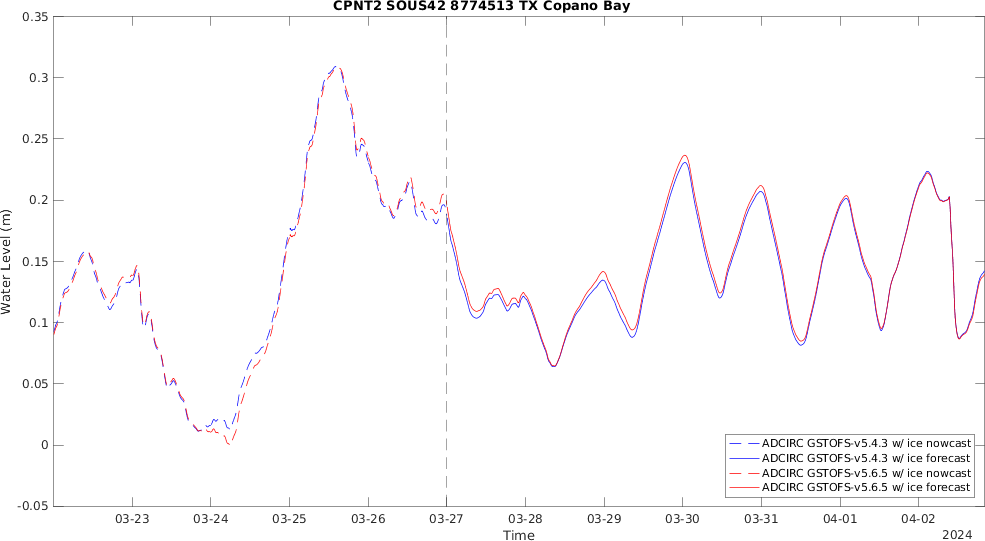 CPNT2 SOUS42 8774513 TX Copano Bay
0.35
0.3
0.25
0.2
0.15
0.1
0.05
0
-0.05
Water Level (m)
ADCIRC GSTOFS-v5.4.3 w/ ice nowcast
ADCIRC GSTOFS-v5.4.3 w/ ice forecast
ADCIRC GSTOFS-v5.6.5 w/ ice nowcast
ADCIRC GSTOFS-v5.6.5 w/ ice forecast
03-23 03-24 03-25 03-26 03-27 03-28 03-29 03-30 03-31 04-01 04-02
Time
2024